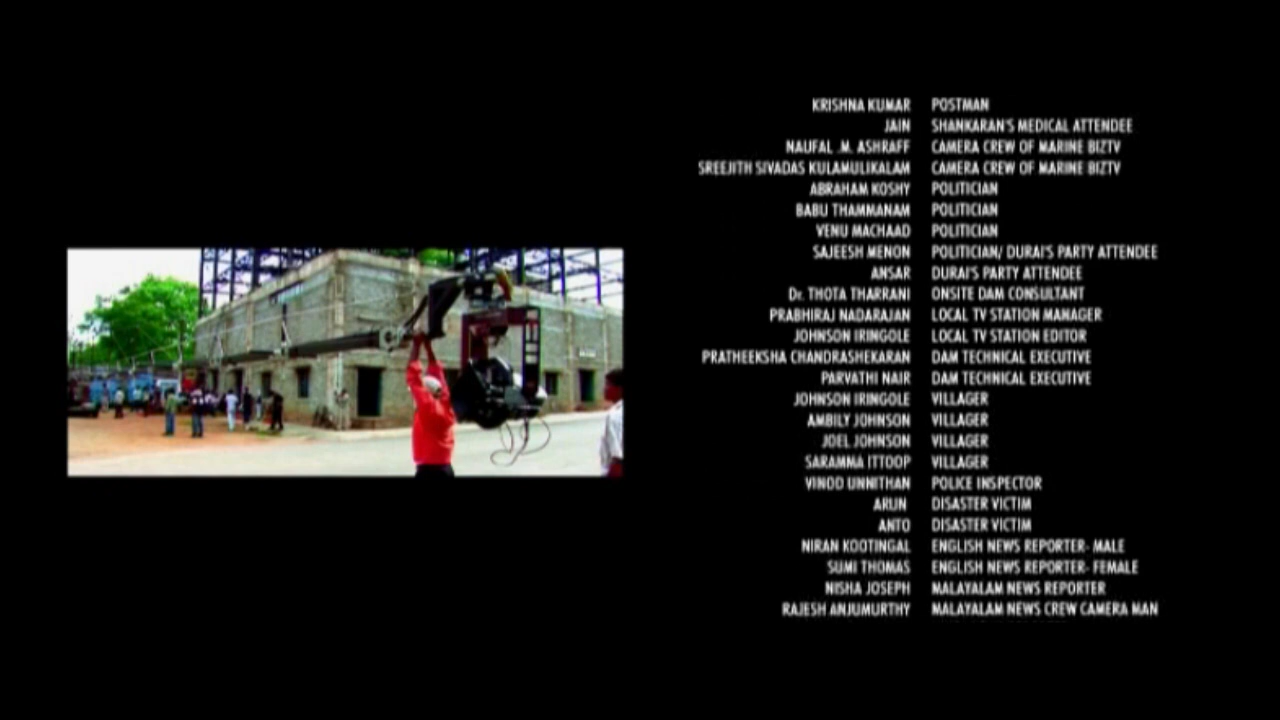 KRISHNA KUMAR POSTMAN
JAIN SHANKARAN'S MEDICAL ATTENDEE
NAUFAL .M. ASHRAFF CAMERA CREW OF MARINE BIZTV
SREEJITH SIVADAS KULAMULIKALAM CAMERA CREW OF MARINE BIZTV
ABRAHAM KOSHY POLITICIAN
BABU THAMMANAM POLITICIAN
VENU MACHAAD POLITICIAN
SAJEESH MENON POLITICIAN/ DURAI'S PARTY ATTENDEE
ANSAR DURAI'S PARTY ATTENDEE
Dr. THOTA THARRANI ONSITE DAM CONSULTANT
PRABHIRAJ NADARAJAN LOCAL TV STATION MANAGER
JOHNSON IRINGOLE LOCAL TV STATION EDITOR
PRATHEEKSHA CHANDRASHEKARAN DAM TECHNICAL EXECUTIVE
PARVATHI NAIR DAM TECHNICAL EXECUTIVE
JOHNSON IRINGOLE VILLAGER
AMBILY JOHNSON VILLAGER
JOEL JOHNSON VILLAGER
SARAMMA ITTOOP VILLAGER
VINOD UNNITHAN POLICE INSPECTOR
ARUN DISASTER VICTIM
ANTO DISASTER VICTIM
NIRAN KOOTINGAL ENGLISH NEWS REPORTER- MALE
SUMI THOMAS ENGLISH NEWS REPORTER- FEMALE
NISHA JOSEPH MALAYALAM NEWS REPORTER
RAJESH ANJUMURTHY MALAYALAM NEWS CREW CAMERA MAN